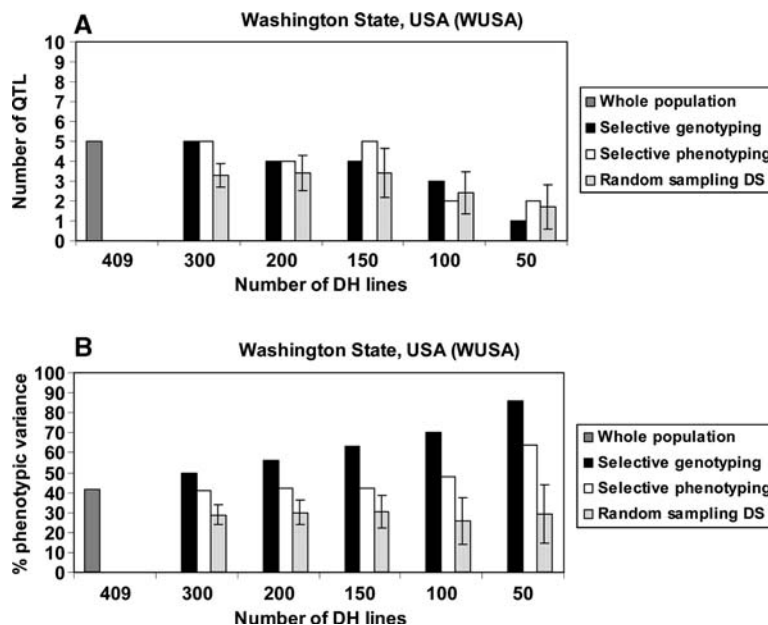 A
Washington State, USA (WUSA)
Number of QTL
10
9
8
7
6
5
4
3
2
1
0
409 300 200 150 100 50
Number of DH lines
Whole population
Selective genotyping
Selective phenotyping
Random sampling DS
B
Washington State, USA (WUSA)
% phenotypic variance
100
90
80
70
60
50
40
30
20
10
0
409 300 200 150 100 50
Number of DH lines
Whole population
Selective genotyping
Selective phenotyping
Random sampling DS